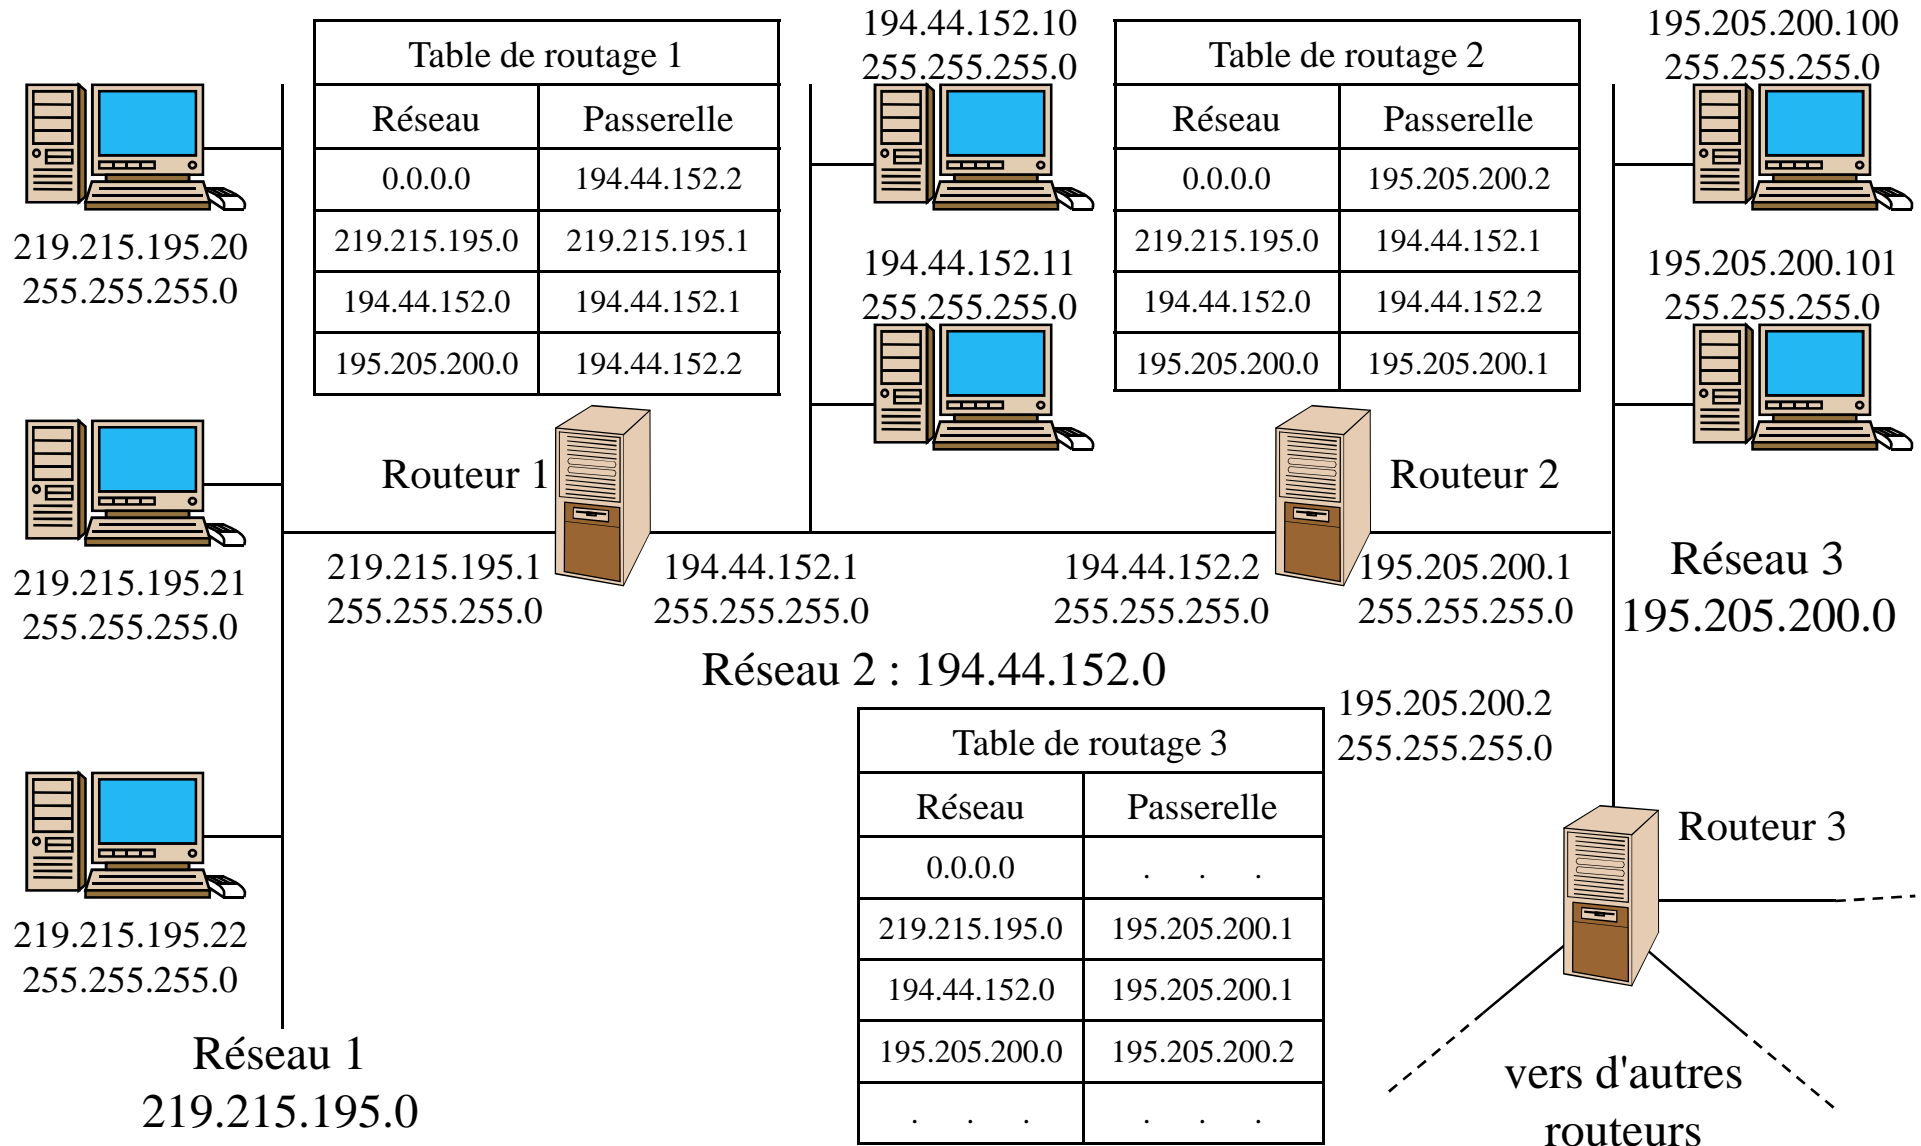 219.215.195.20
255.255.255.0
219.215.195.21
255.255.255.0
219.215.195.22
255.255.255.0
Réseau 1
219.215.195.0
Table de routage 1
Réseau Passerelle
0.0.0.0 194.44.152.2
219.215.195.0 219.215.195.1
194.44.152.0 194.44.152.1
195.205.200.0 194.44.152.2
Routeur 1
219.215.195.1
255.255.255.0
194.44.152.1
255.255.255.0
194.44.152.10
255.255.255.0
194.44.152.11
255.255.255.0
Table de routage 2
Réseau Passerelle
0.0.0.0 195.205.200.2
219.215.195.0 194.44.152.1
194.44.152.0 194.44.152.2
195.205.200.0 195.205.200.1
Routeur 2
194.44.152.2
255.255.255.0
195.205.200.1
255.255.255.0
Réseau 2 : 194.44.152.0
195.205.200.100
255.255.255.0
195.205.200.101
255.255.255.0
Réseau 3
195.205.200.0
195.205.200.2
255.255.255.0
Table de routage 3
Réseau Passerelle
0.0.0.0 . . .
219.215.195.0 195.205.200.1
194.44.152.0 195.205.200.1
195.205.200.0 195.205.200.2
. . . . . .
Routeur 3
vers d'autres
routeurs